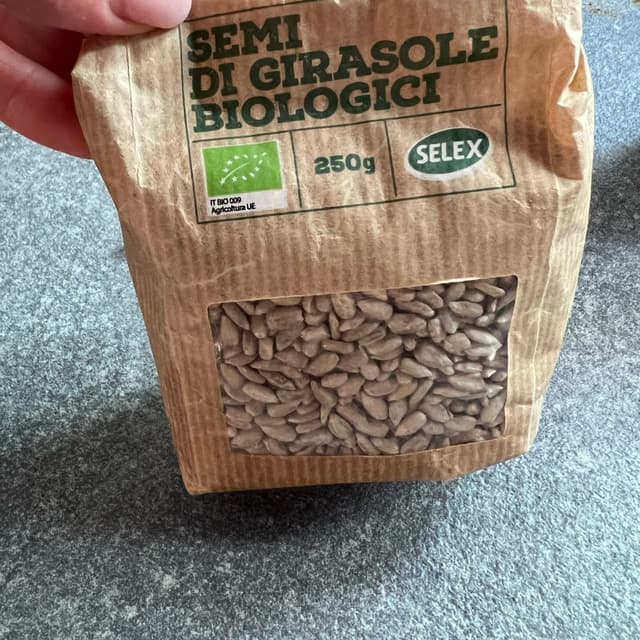 SEMI
DI GIRASOLE
BIOLOGICI
IT BIO 009
Agricoltura UE
250g
SELEX